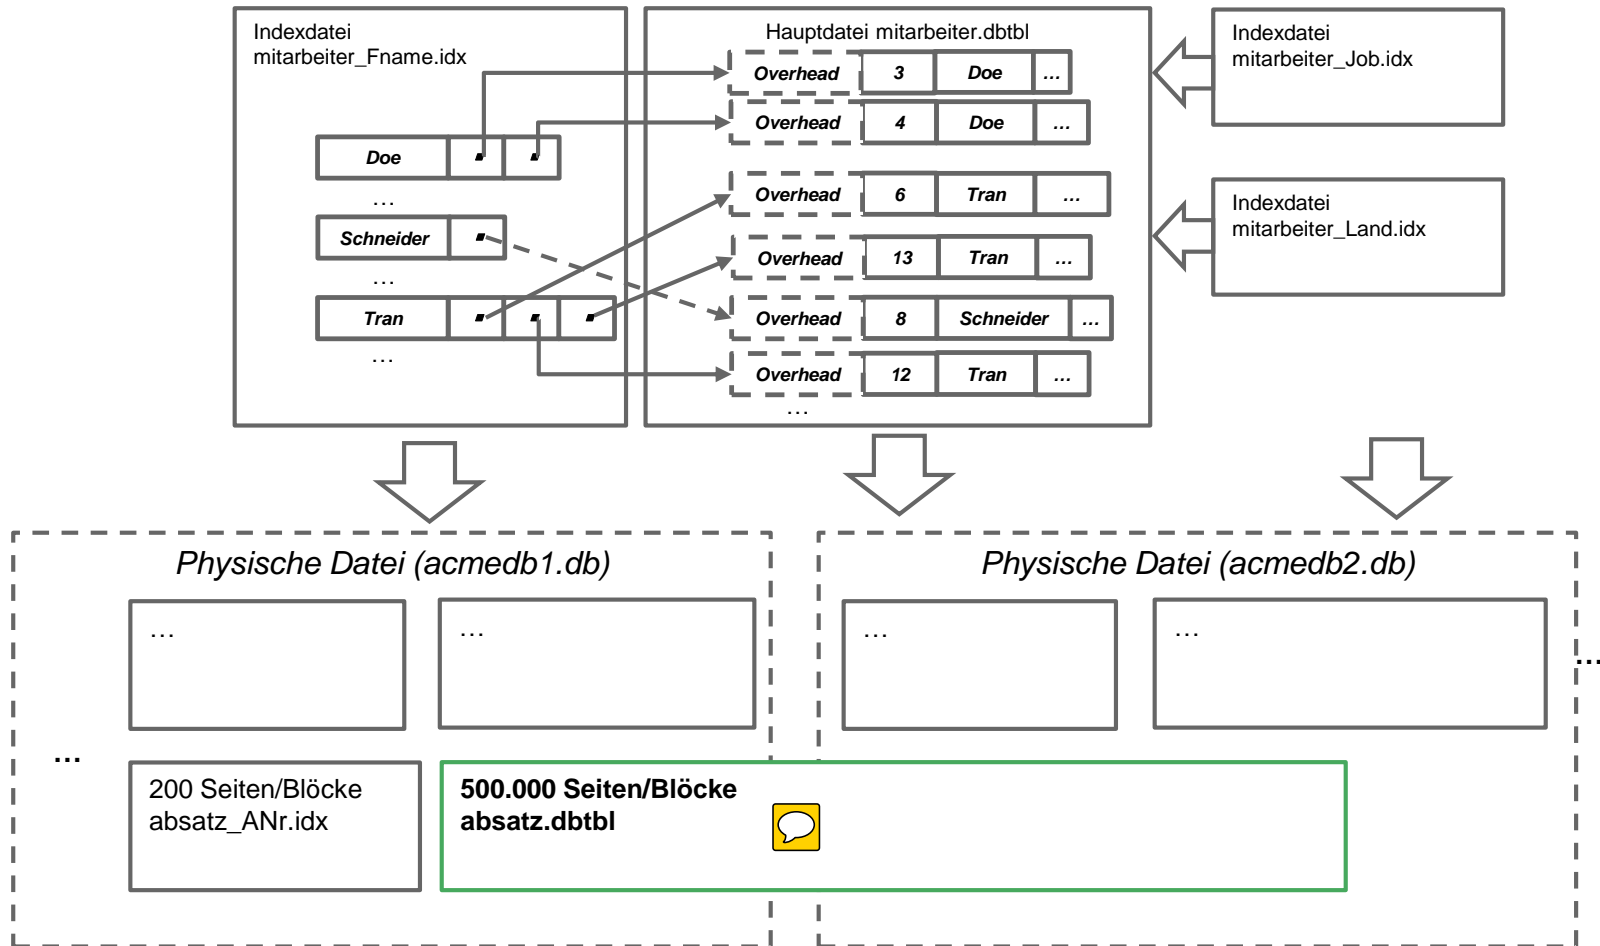 Indexdatei
mitarbeiter_Fname.idx
Doe
…
Schneider
…
Tran
…
Hauptdatei mitarbeiter.dbtbl
Overhead 3 Doe …
Overhead 4 Doe …
Overhead 6 Tran …
Overhead 13 Tran …
Overhead 8 Schneider …
Overhead 12 Tran …
…
Indexdatei
mitarbeiter_Job.idx
Indexdatei
mitarbeiter_Land.idx
Physische Datei (acmedb1.db)
…
…
…
200 Seiten/Blöcke
absatz_ANr.idx
500.000 Seiten/Blöcke
absatz.dbtbl
Physische Datei (acmedb2.db)
…
…
…